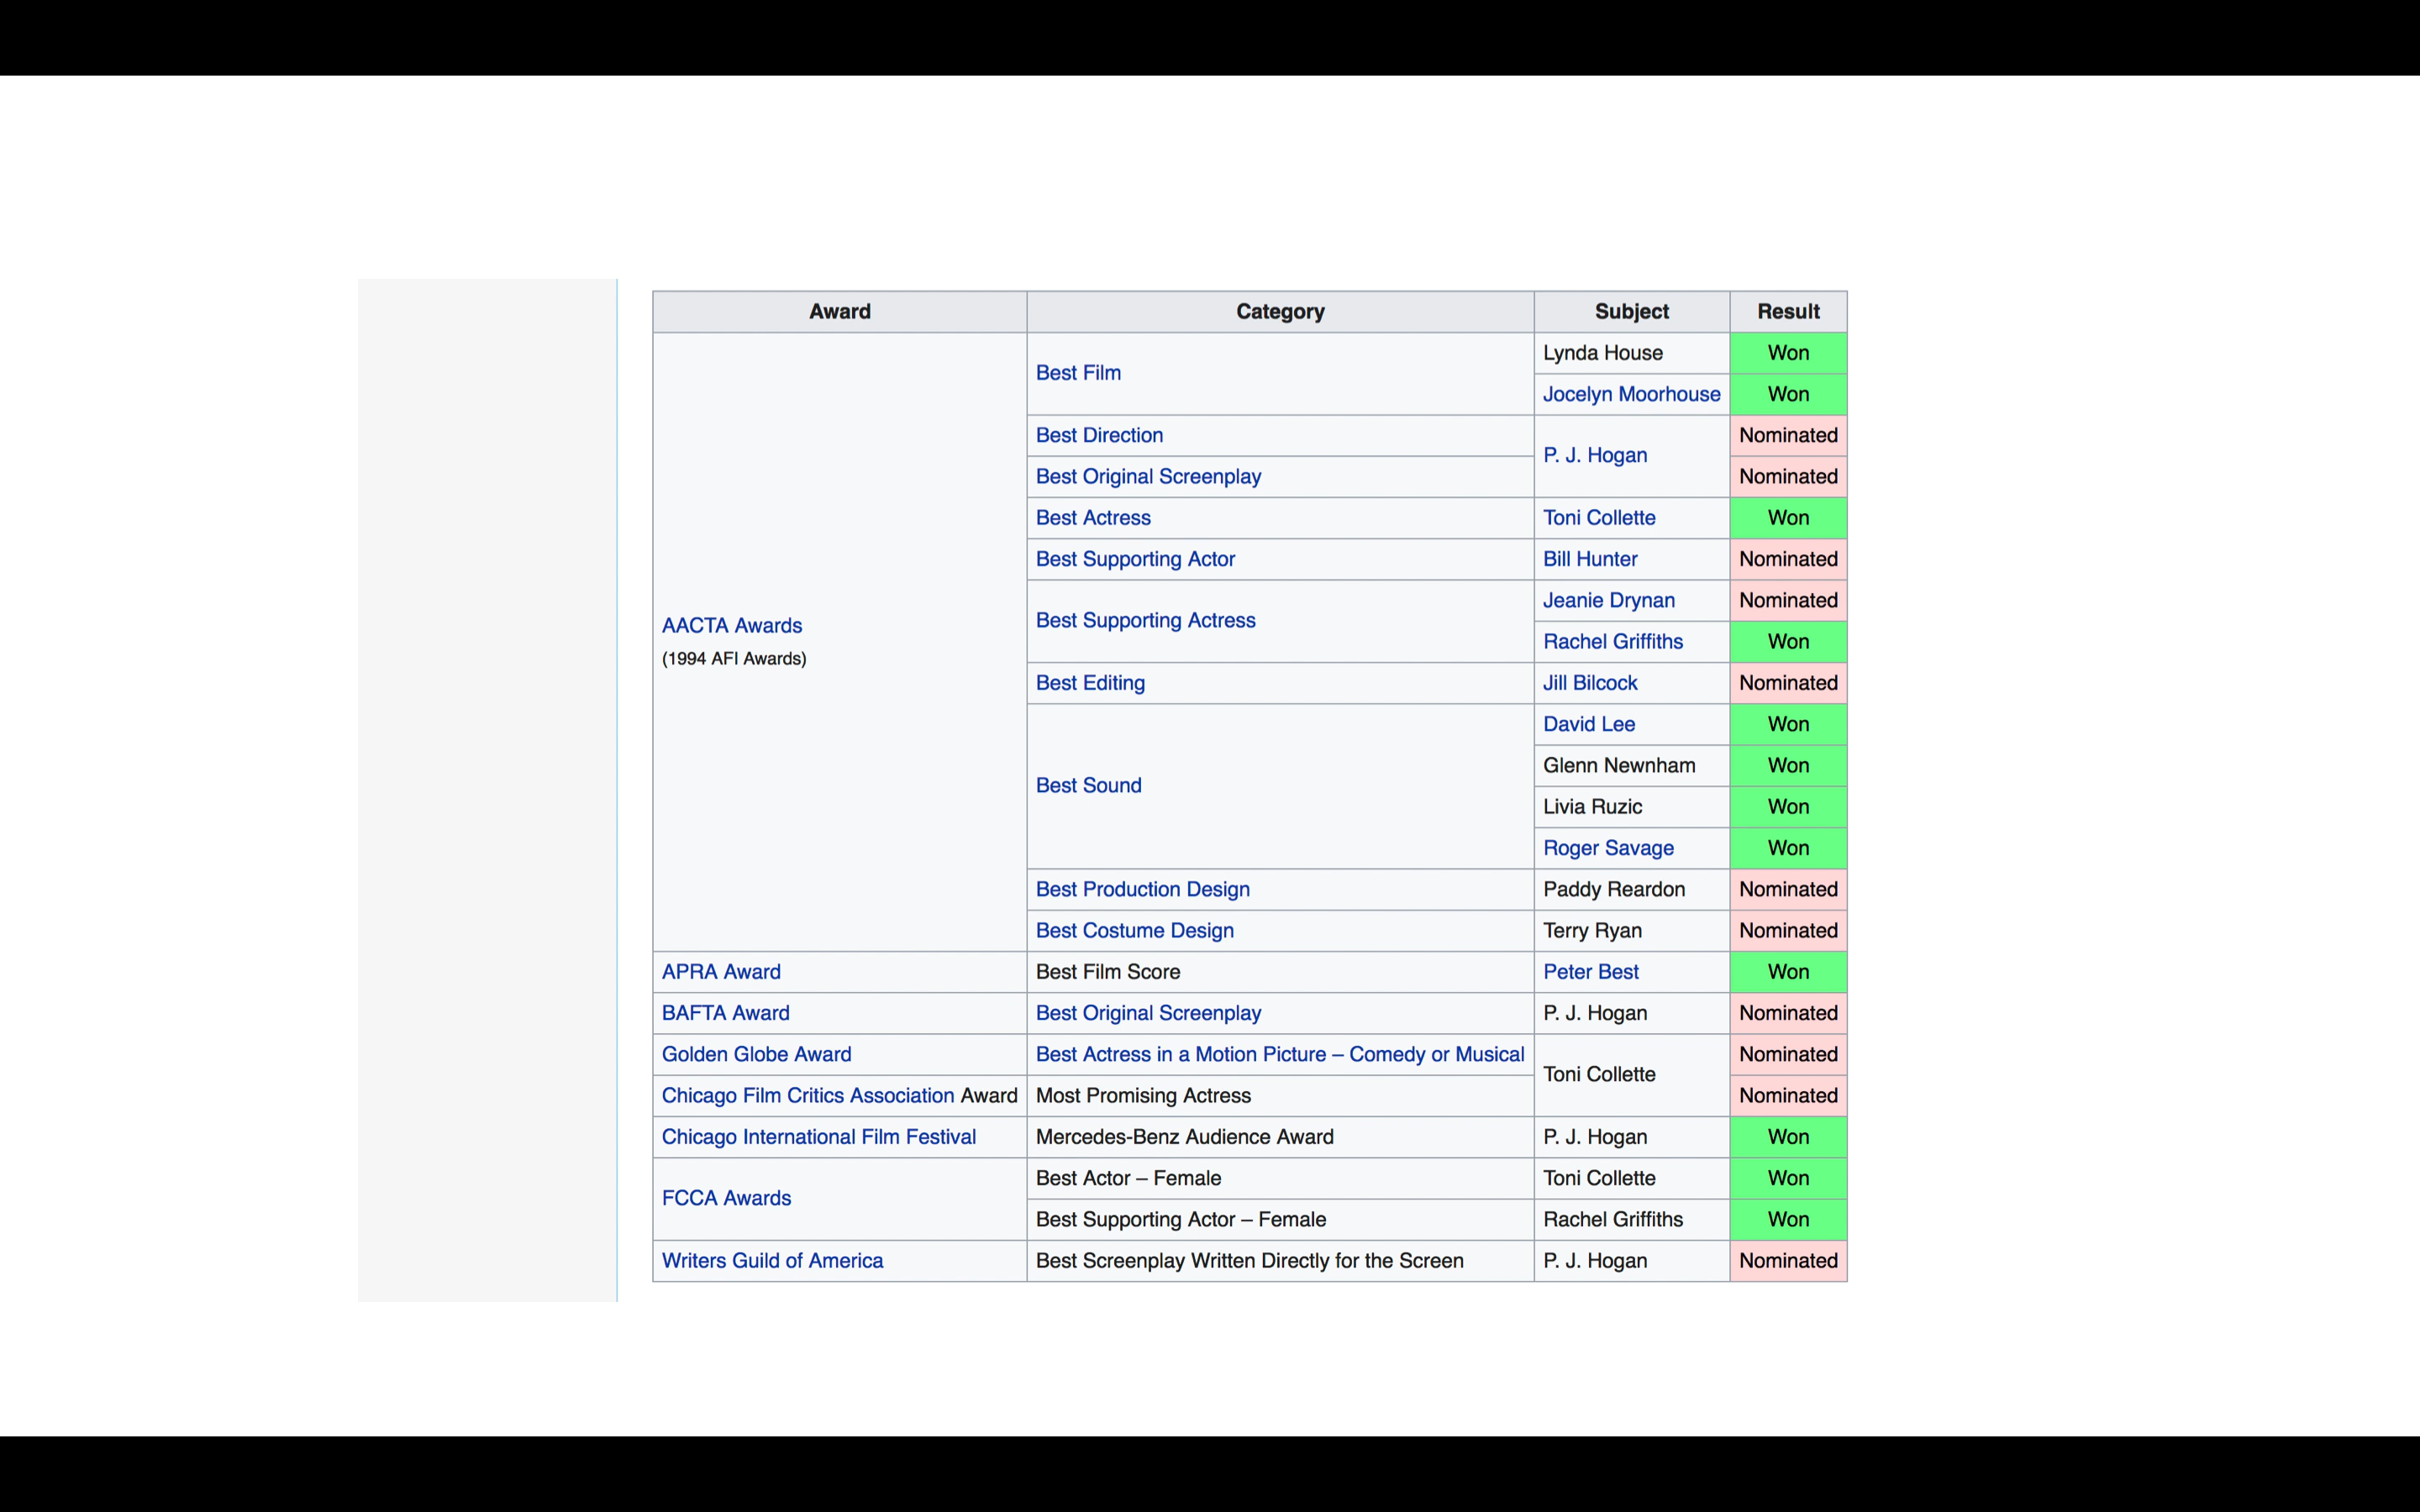 Award Category Subject Result
AACTA Awards
(1994 AFI Awards)
Best Film Lynda House Won
Jocelyn Moorhouse Won
Best Direction P. J. Hogan Nominated
Best Original Screenplay Nominated
Best Actress Toni Collette Won
Best Supporting Actor Bill Hunter Nominated
Best Supporting Actress Jeanie Drynan Nominated
Rachel Griffiths Won
Best Editing Jill Bilcock Nominated
Best Sound David Lee Won
Glenn Newnham Won
Livia Ruzic Won
Roger Savage Won
Best Production Design Paddy Reardon Nominated
Best Costume Design Terry Ryan Nominated
APRA Award Best Film Score Peter Best Won
BAFTA Award Best Original Screenplay P. J. Hogan Nominated
Golden Globe Award Best Actress in a Motion Picture – Comedy or Musical Toni Collette Nominated
Chicago Film Critics Association Award Most Promising Actress Nominated
Chicago International Film Festival Mercedes-Benz Audience Award P. J. Hogan Won
FCCA Awards Best Actor – Female Toni Collette Won
Best Supporting Actor – Female Rachel Griffiths Won
Writers Guild of America Best Screenplay Written Directly for the Screen P. J. Hogan Nominated